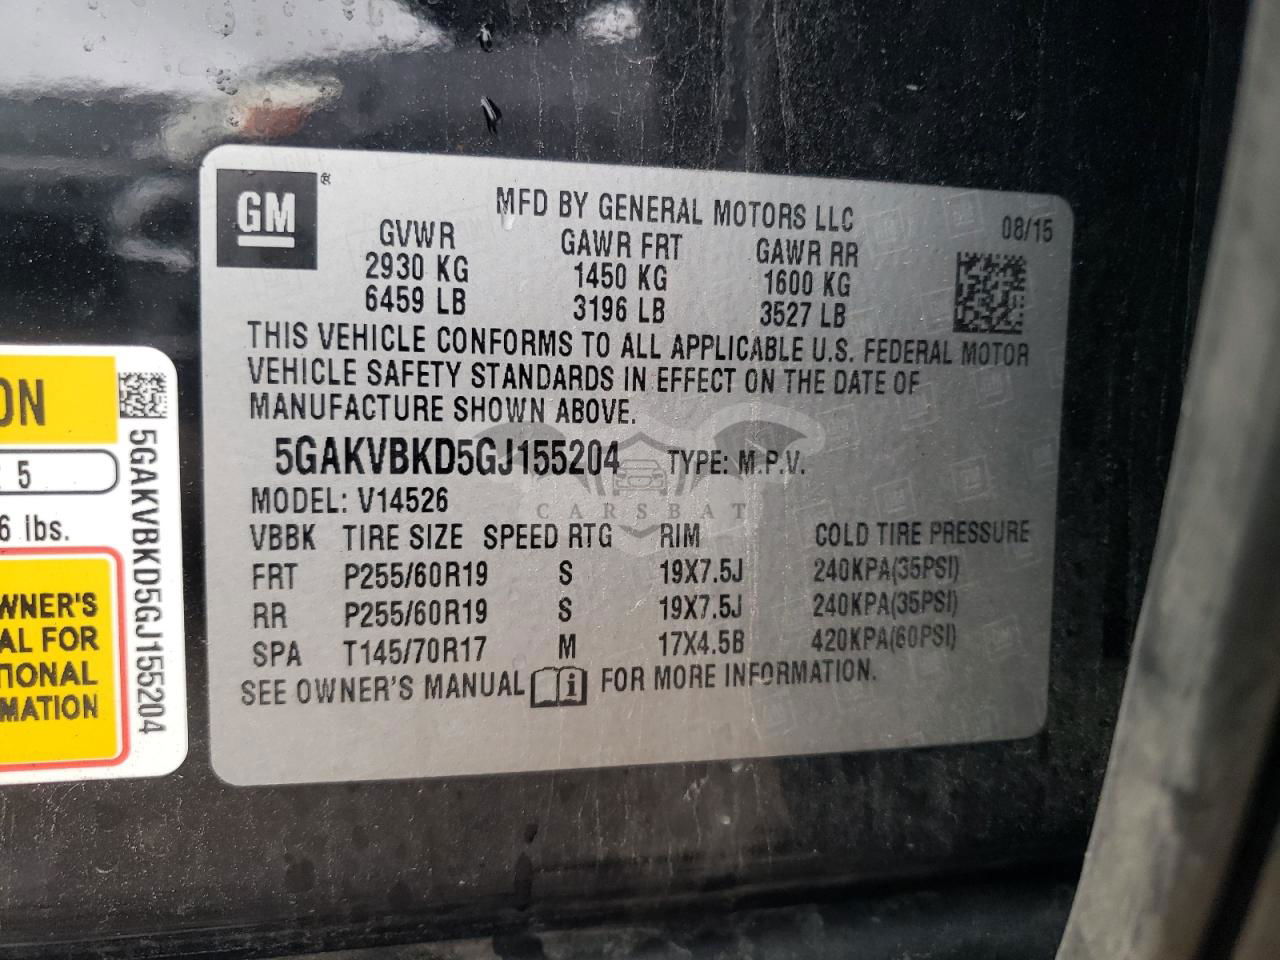 GM ®
MFD BY GENERAL MOTORS LLC
08/15
GVWR GAWR FRT GAWR RR
2930 KG 1450 KG 1600 KG
6459 LB 3196 LB 3527 LB
THIS VEHICLE CONFORMS TO ALL APPLICABLE U.S. FEDERAL MOTOR
VEHICLE SAFETY STANDARDS IN EFFECT ON THE DATE OF
MANUFACTURE SHOWN ABOVE.
5GAKVBKD5GJ155204 TYPE: M.P.V.
MODEL: V14526
CARSBAT
VBBK TIRE SIZE SPEED RTG RIM COLD TIRE PRESSURE
FRT P255/60R19 S 19X7.5J 240KPA(35PSI)
RR P255/60R19 S 19X7.5J 240KPA(35PSI)
SPA T145/70R17 M 17X4.5B 420KPA(60PSI)
SEE OWNER'S MANUAL i FOR MORE INFORMATION.
ON
5
6 lbs.
WNER'S
AL FOR
TIONAL
MATION
5GAKVBKD5GJ155204